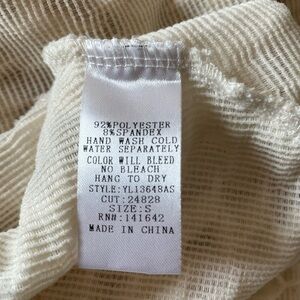 92%POLYESTER
8%SPANDEX
HAND WASH COLD
WATER SEPARATELY
COLOR WILL BLEED
NO BLEACH
HANG TO DRY
STYLE:YL13648AS
CUT:24828
SIZE:S
RN#:141642
MADE IN CHINA